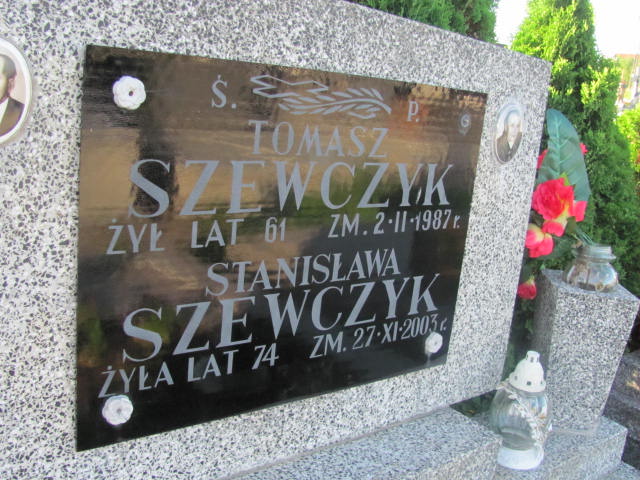 Ś. P.
TOMASZ
SZEWCZYK
ŻYŁ LAT 61 ZM. 2-II-1987 r.
STANISŁAWA
SZEWCZYK
ŻYŁA LAT 74 ZM. 27-XI-2003 r.